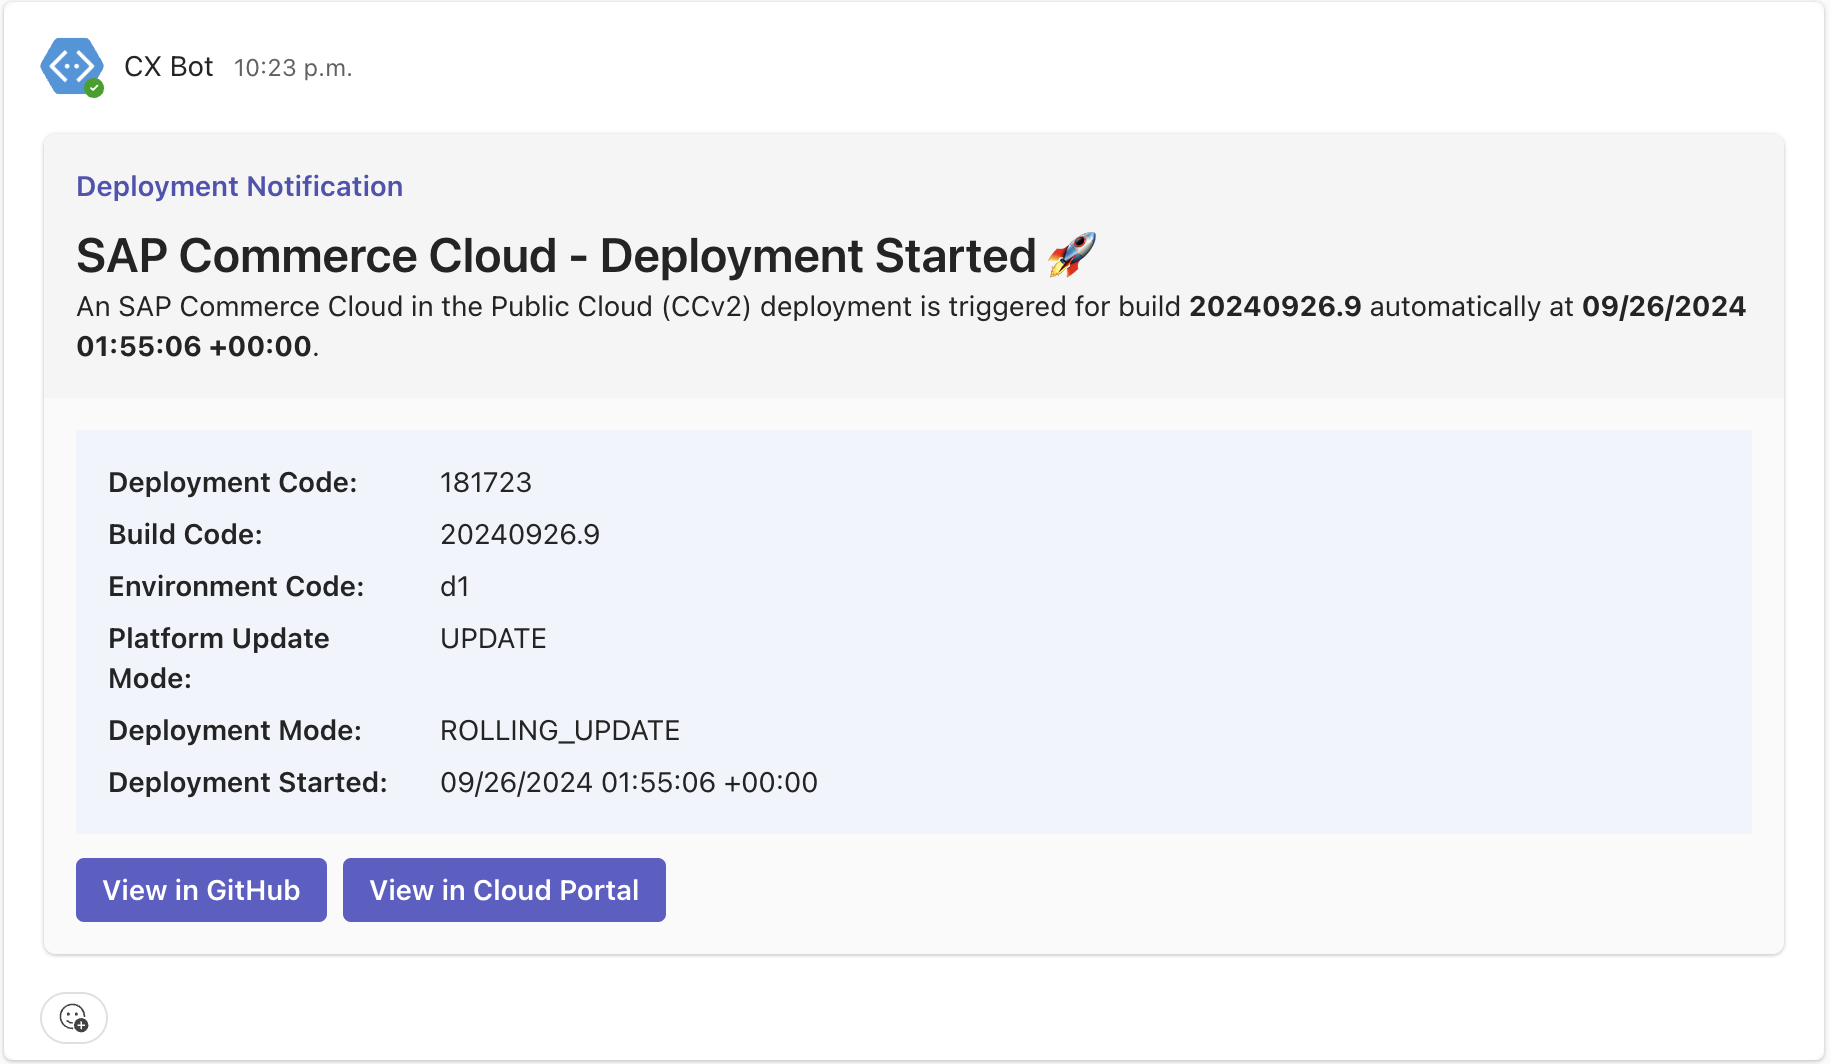 CX Bot 10:23 p.m.
Deployment Notification
SAP Commerce Cloud - Deployment Started 🚀
An SAP Commerce Cloud in the Public Cloud (CCv2) deployment is triggered for build 20240926.9 automatically at 09/26/2024
01:55:06 +00:00.
Deployment Code: 181723
Build Code: 20240926.9
Environment Code: d1
Platform Update UPDATE
Mode:
Deployment Mode: ROLLING_UPDATE
Deployment Started: 09/26/2024 01:55:06 +00:00
View in GitHub View in Cloud Portal